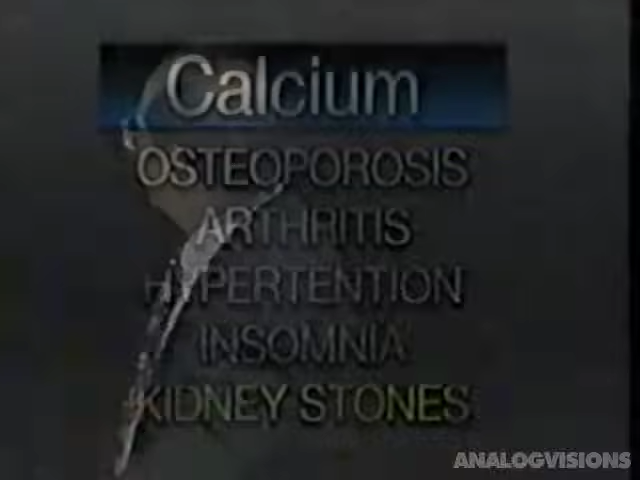 Calcium
OSTEOPOROSIS
ARTHRITIS
HYPERTENTION
INSOMNIA
KIDNEY STONES
ANALOGVISIONS